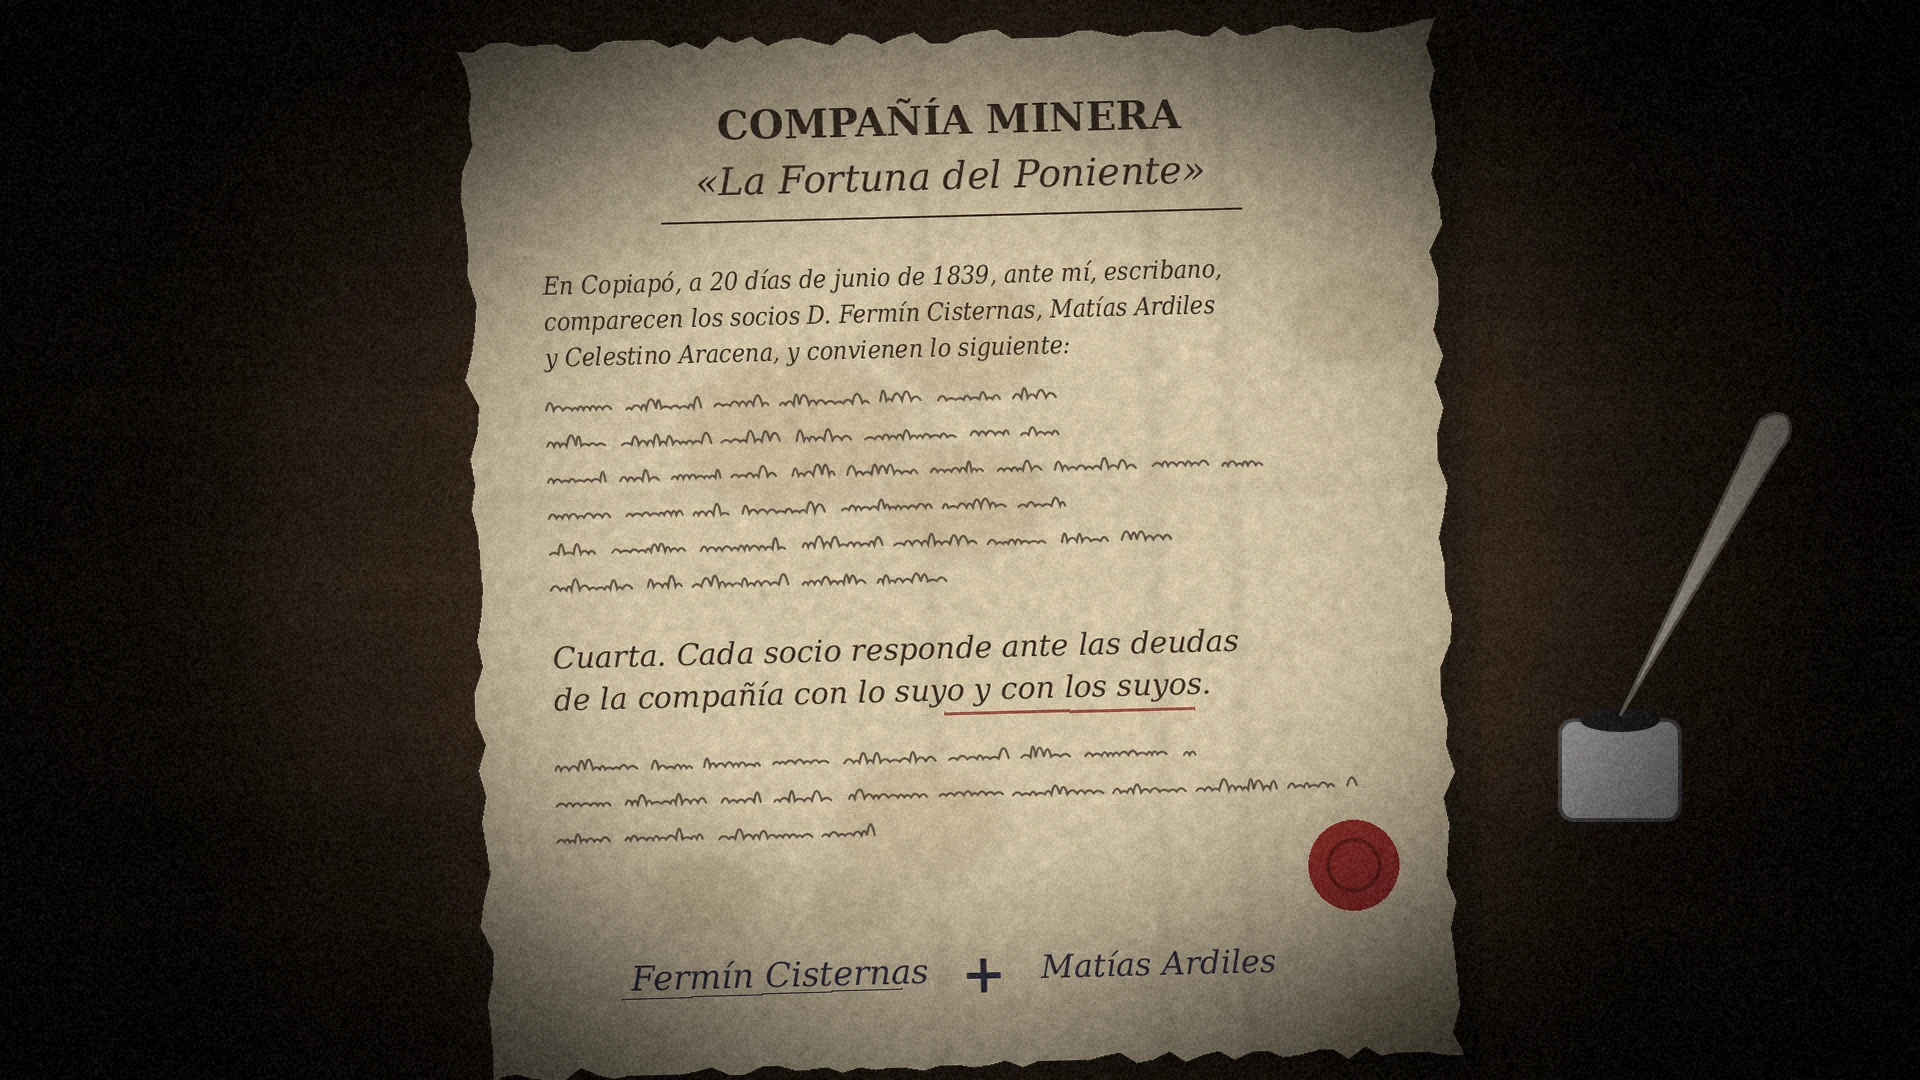 COMPAÑÍA MINERA
«La Fortuna del Poniente»
En Copiapó, a 20 días de junio de 1839, ante mí, escribano,
comparecen los socios D. Fermín Cisternas, Matías Ardiles
y Celestino Aracena, y convienen lo siguiente:
Cuarta. Cada socio responde ante las deudas
de la compañía con lo suyo y con los suyos.
Fermín Cisternas + Matías Ardiles